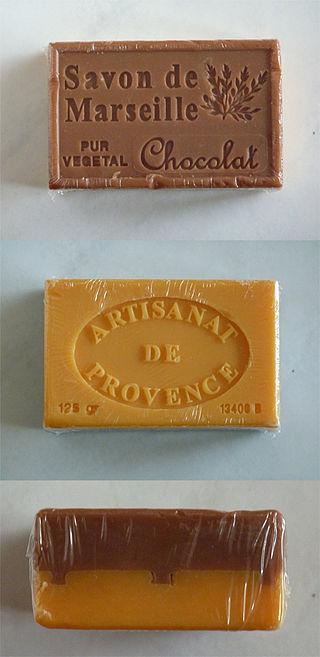 Savon de
Marseille
PUR
VEGETAL
Chocolat
ARTISANAT
DE
PROVENCE
125 gr
13400 B